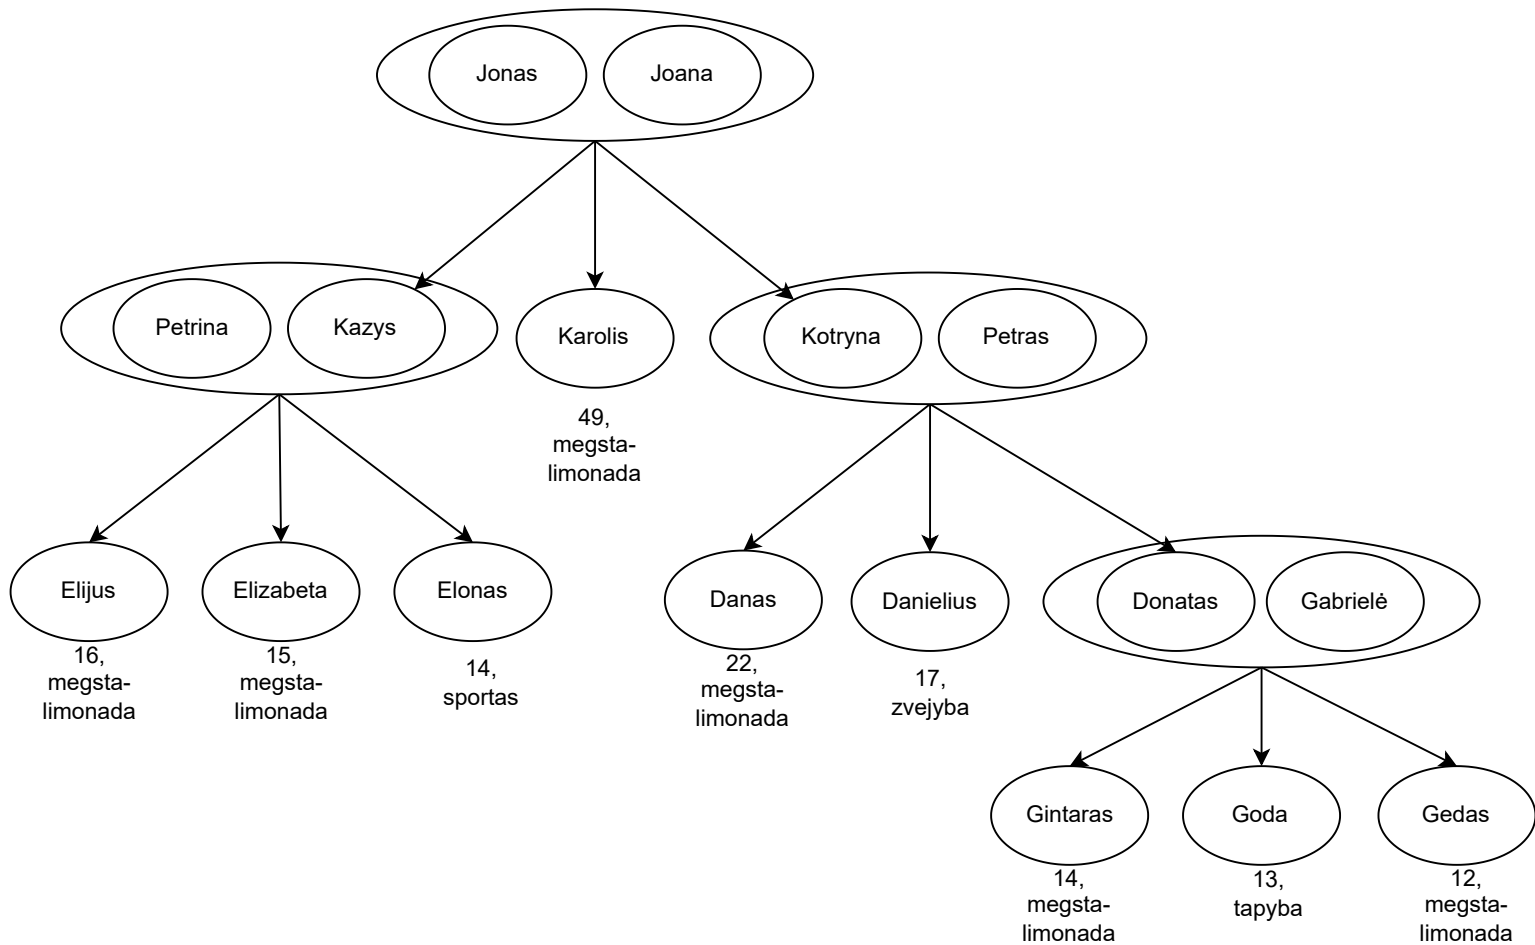 Jonas
Joana
Petrina
Kazys
Karolis
Kotryna
Petras
49,
megsta-
limonada
Elijus
Elizabeta
Elonas
Danas
Danielius
Donatas
Gabrielė
16,
megsta-
limonada
15,
megsta-
limonada
14,
sportas
22,
megsta-
limonada
17,
zvejyba
Gintaras
Goda
Gedas
14,
megsta-
limonada
13,
tapyba
12,
megsta-
limonada